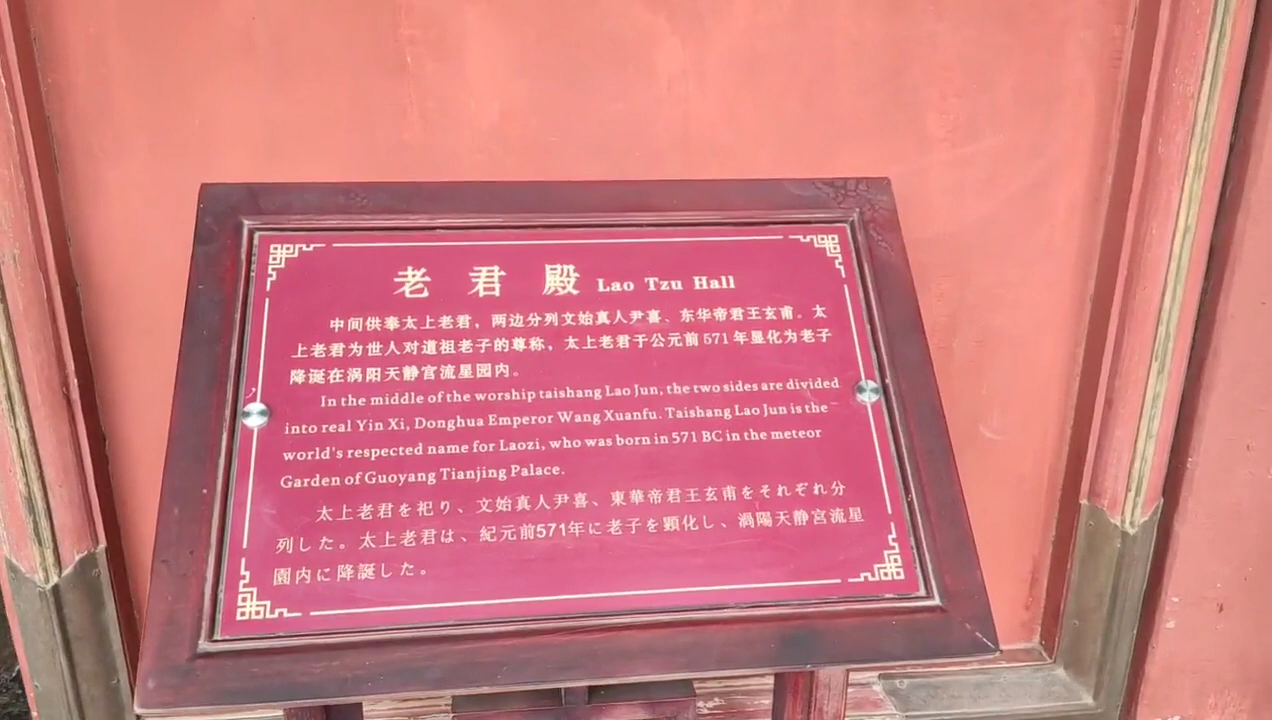 老君殿 Lao Tzu Hall
中间供奉太上老君，两边分列文始真人尹喜、东华帝君王玄甫。太
上老君为世人对道祖老子的尊称，太上老君于公元前571年显化为老子
降诞在涡阳天静宫流星园内。
In the middle of the worship taishang Lao Jun, the two sides are divided
into real Yin Xi, Donghua Emperor Wang Xuanfu. Taishang Lao Jun is the
world's respected name for Laozi, who was born in 571 BC in the meteor
Garden of Guoyang Tianjing Palace.
太上老君を祀り、文始真人尹喜、東華帝君王玄甫をそれぞれ分
列した。太上老君は、紀元前571年に老子を顕化し、渦陽天静宮流星
園内に降誕した。